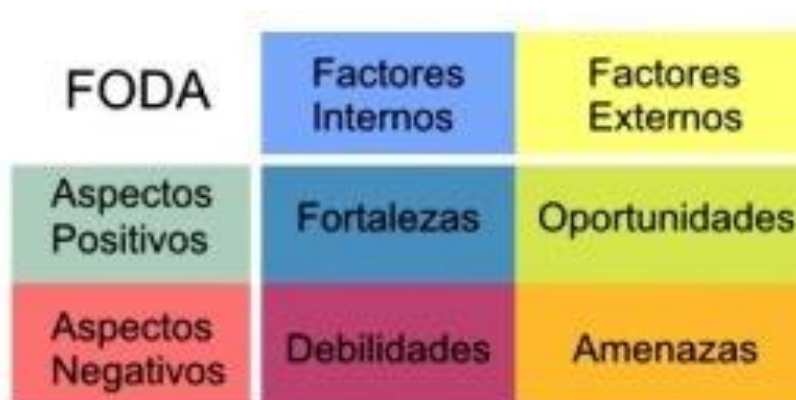 FODA
Factores
Internos
Factores
Externos
Aspectos
Positivos
Fortalezas
Oportunidades
Aspectos
Negativos
Debilidades
Amenazas